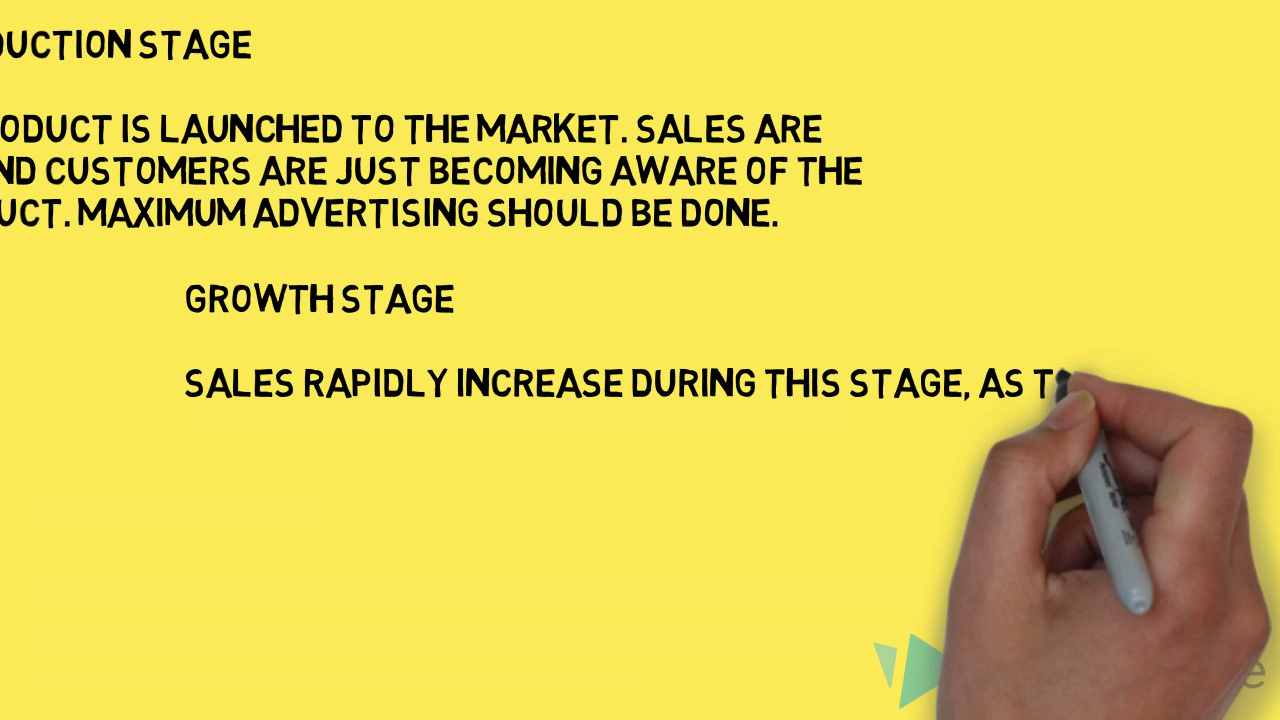 DUCTION STAGE
ODUCT IS LAUNCHED TO THE MARKET. SALES ARE
ND CUSTOMERS ARE JUST BECOMING AWARE OF THE
UCT. MAXIMUM ADVERTISING SHOULD BE DONE.
GROWTH STAGE
SALES RAPIDLY INCREASE DURING THIS STAGE, AS T